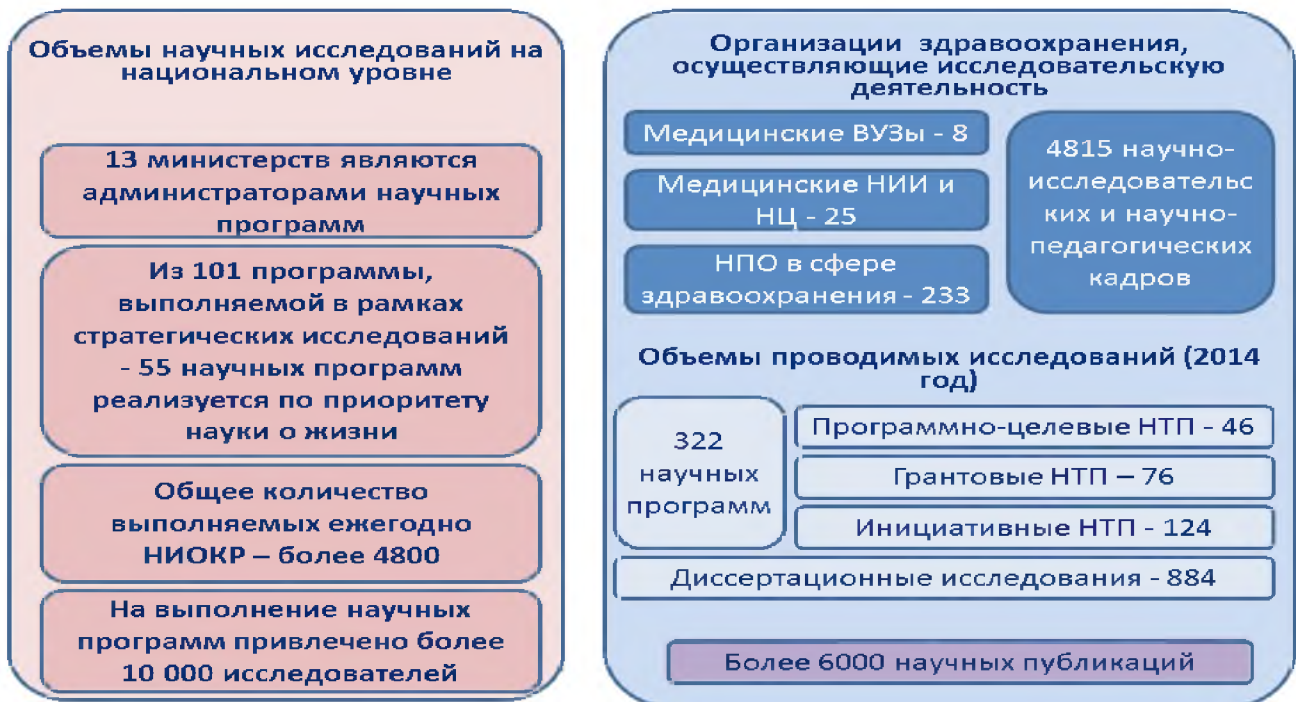 Объемы научных исследований на
национальном уровне
13 министерств являются
администраторами научных
программ
Из 101 программы,
выполняемой в рамках
стратегических исследований
- 55 научных программ
реализуется по приоритету
науки о жизни
Общее количество
выполняемых ежегодно
НИОКР – более 4800
На выполнение научных
программ привлечено более
10 000 исследователей
Организации здравоохранения,
осуществляющие исследовательскую
деятельность
Медицинские ВУЗы - 8
Медицинские НИИ и
НЦ - 25
НПО в сфере
здравоохранения - 233
4815 научно-
исследовательс
ких и научно-
педагогических
кадров
Объемы проводимых исследований (2014
год)
322
научных
программ
Программно-целевые НТП - 46
Грантовые НТП – 76
Инициативные НТП - 124
Диссертационные исследования - 884
Более 6000 научных публикаций